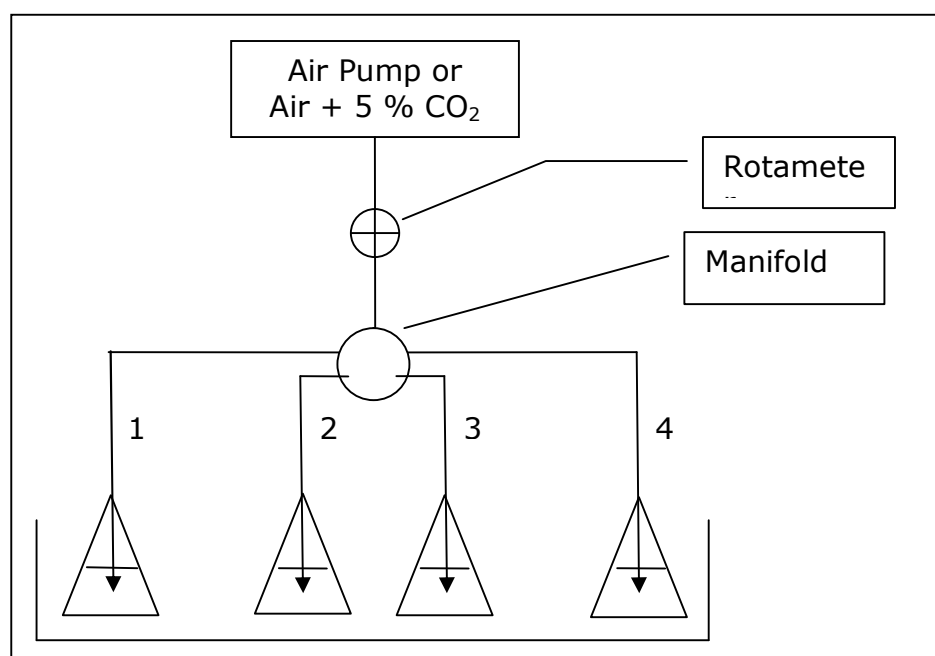 Air Pump or
Air + 5 % CO₂
Rotamete
Manifold
1 2 3 4